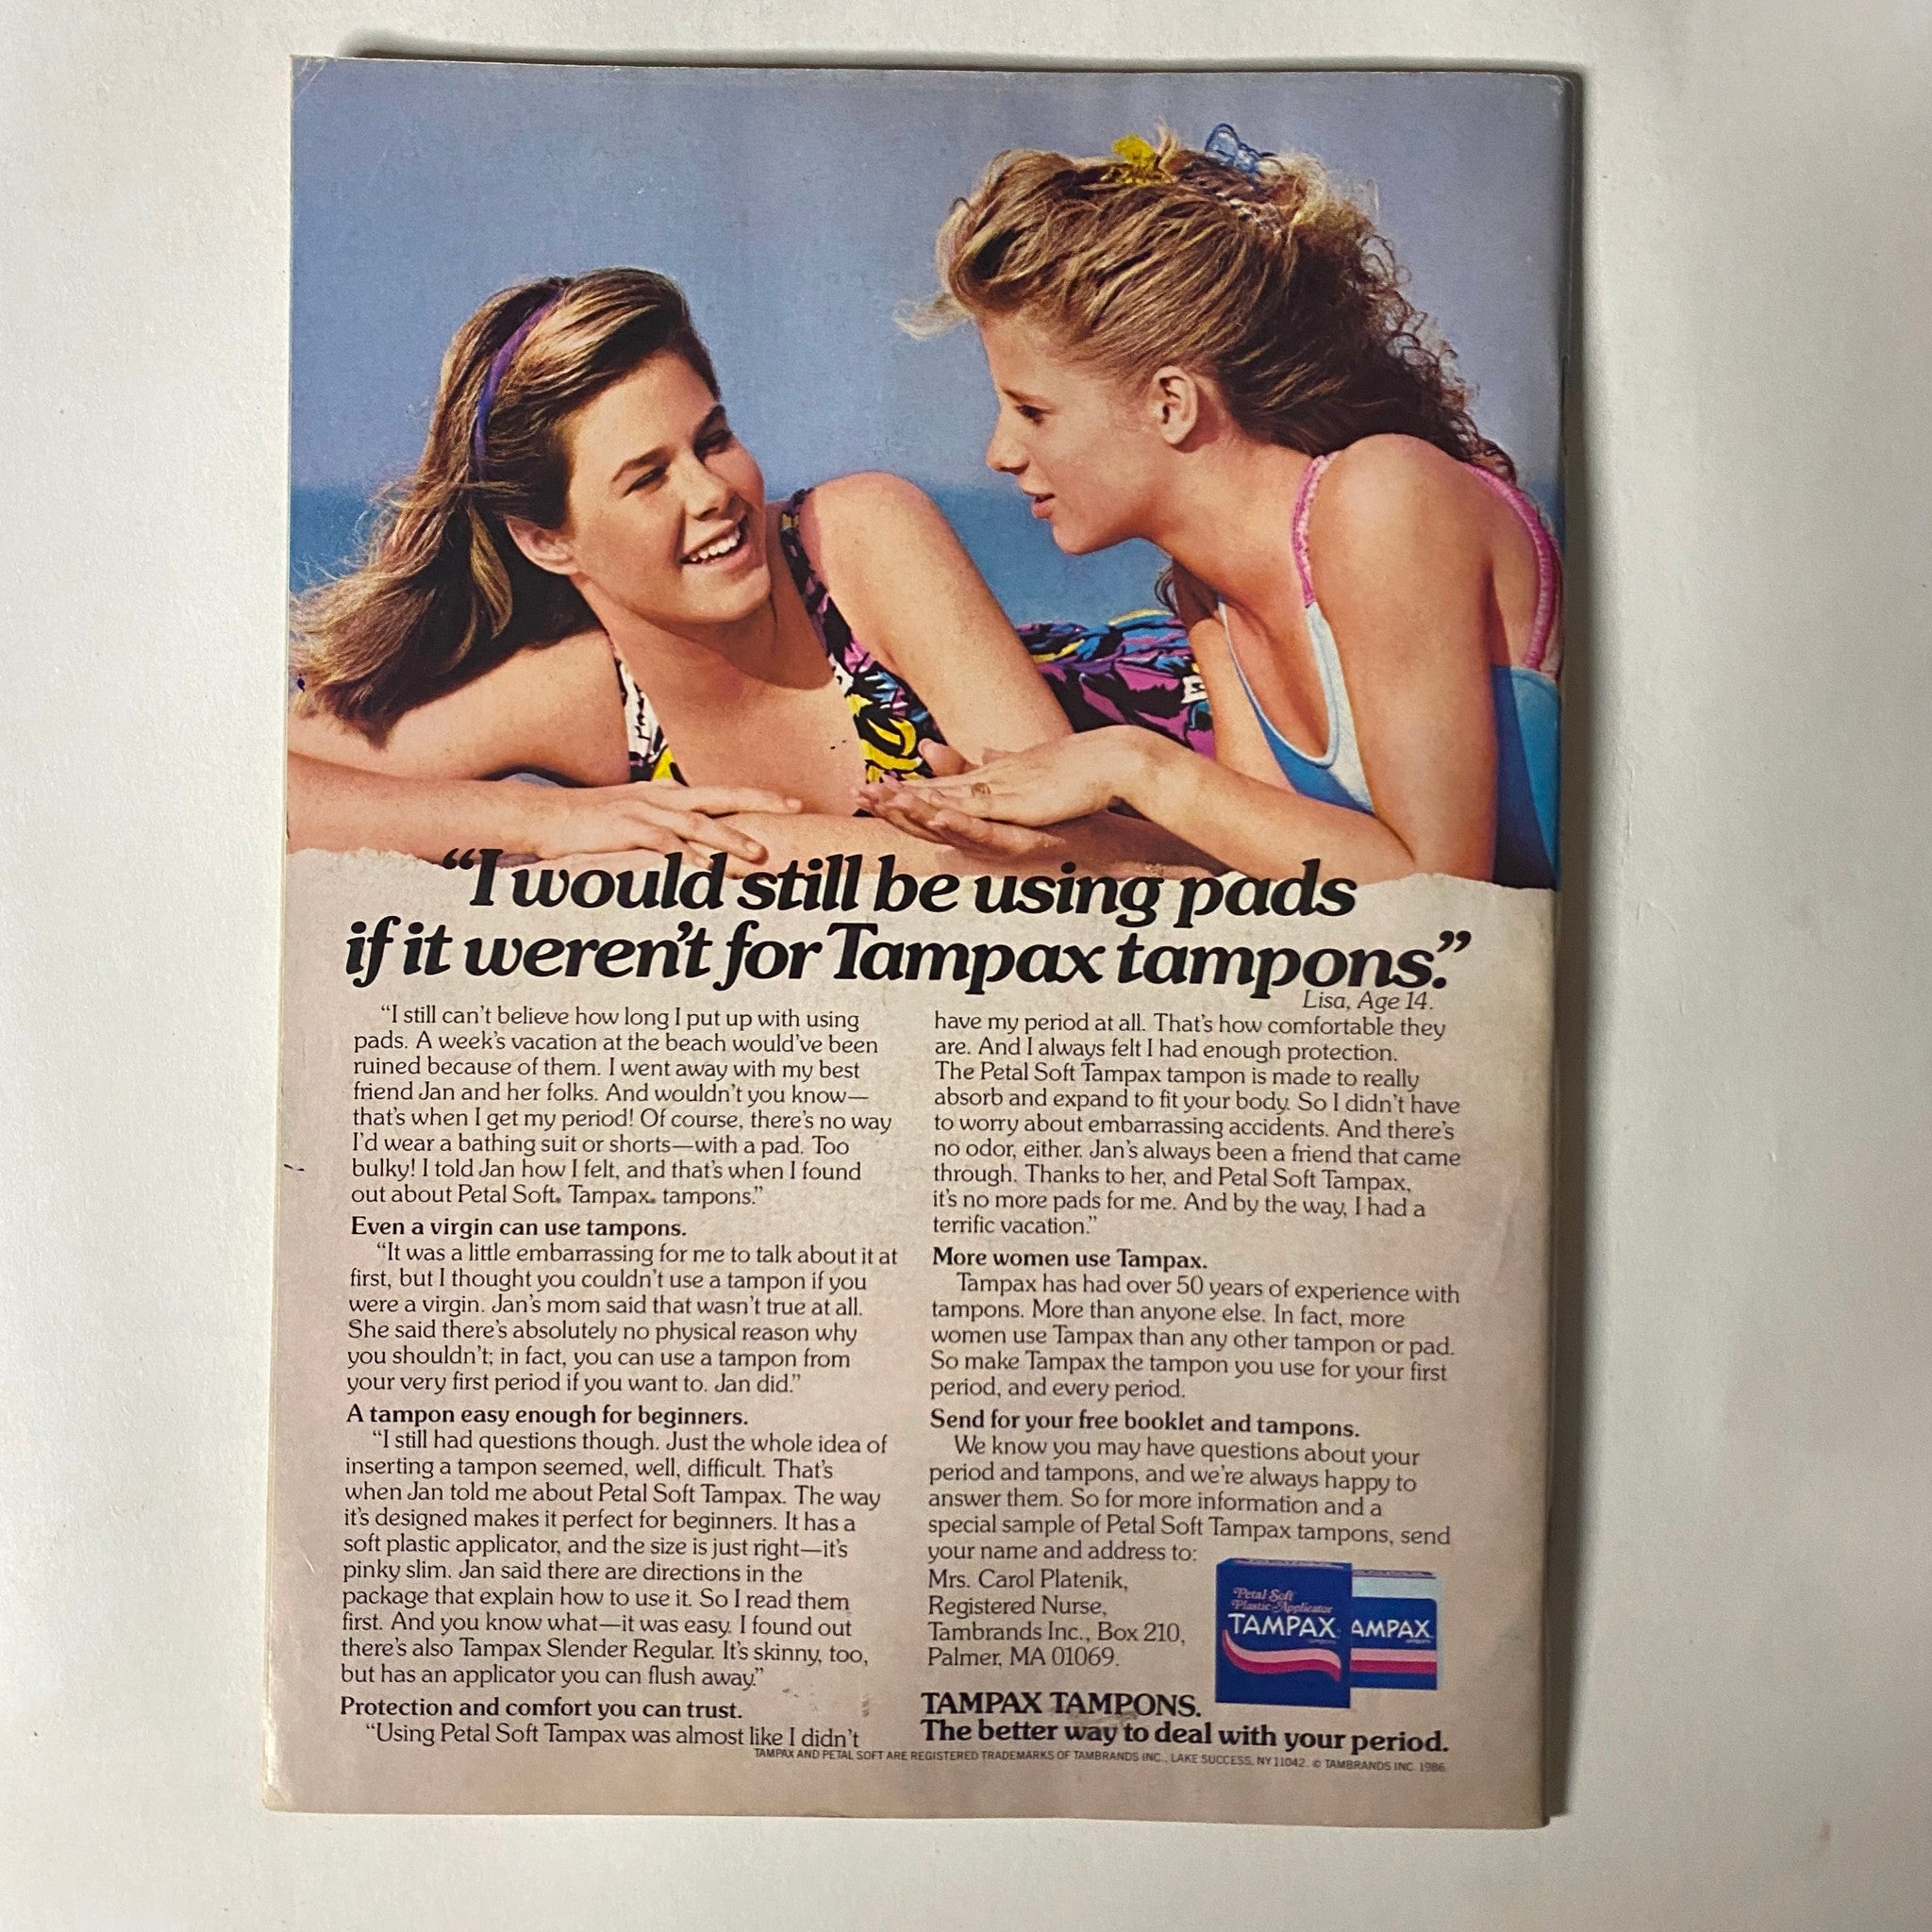 “I would still be using pads
if it weren’t for Tampax tampons.”
Lisa, Age 14.
“I still can’t believe how long I put up with using
pads. A week’s vacation at the beach would’ve been
ruined because of them. I went away with my best
friend Jan and her folks. And wouldn’t you know—
that’s when I get my period! Of course, there’s no way
I’d wear a bathing suit or shorts—with a pad. Too
bulky! I told Jan how I felt, and that’s when I found
out about Petal Soft® Tampax® tampons.”
Even a virgin can use tampons.
“It was a little embarrassing for me to talk about it at
first, but I thought you couldn’t use a tampon if you
were a virgin. Jan’s mom said that wasn’t true at all.
She said there’s absolutely no physical reason why
you shouldn’t; in fact, you can use a tampon from
your very first period if you want to. Jan did.”
A tampon easy enough for beginners.
“I still had questions though. Just the whole idea of
inserting a tampon seemed, well, difficult. That’s
when Jan told me about Petal Soft Tampax. The way
it’s designed makes it perfect for beginners. It has a
soft plastic applicator, and the size is just right—it’s
pinky slim. Jan said there are directions in the
package that explain how to use it. So I read them
first. And you know what—it was easy. I found out
there’s also Tampax Slender Regular. It’s skinny, too,
but has an applicator you can flush away.”
Protection and comfort you can trust.
“Using Petal Soft Tampax was almost like I didn’t
have my period at all. That’s how comfortable they
are. And I always felt I had enough protection.
The Petal Soft Tampax tampon is made to really
absorb and expand to fit your body. So I didn’t have
to worry about embarrassing accidents. And there’s
no odor, either. Jan’s always been a friend that came
through. Thanks to her, and Petal Soft Tampax,
it’s no more pads for me. And by the way, I had a
terrific vacation.”
More women use Tampax.
Tampax has had over 50 years of experience with
tampons. More than anyone else. In fact, more
women use Tampax than any other tampon or pad.
So make Tampax the tampon you use for your first
period, and every period.
Send for your free booklet and tampons.
We know you may have questions about your
period and tampons, and we’re always happy to
answer them. So for more information and a
special sample of Petal Soft Tampax tampons, send
your name and address to:
Mrs. Carol Platenik,
Registered Nurse,
Tambrands Inc., Box 210,
Palmer, MA 01069.
Petal Soft
Plastic Applicator
TAMPAX
AMPAX
TAMPAX TAMPONS.
The better way to deal with your period.
TAMPAX AND PETAL SOFT ARE REGISTERED TRADEMARKS OF TAMBRANDS INC., LAKE SUCCESS, NY 11042. © TAMBRANDS INC. 1986